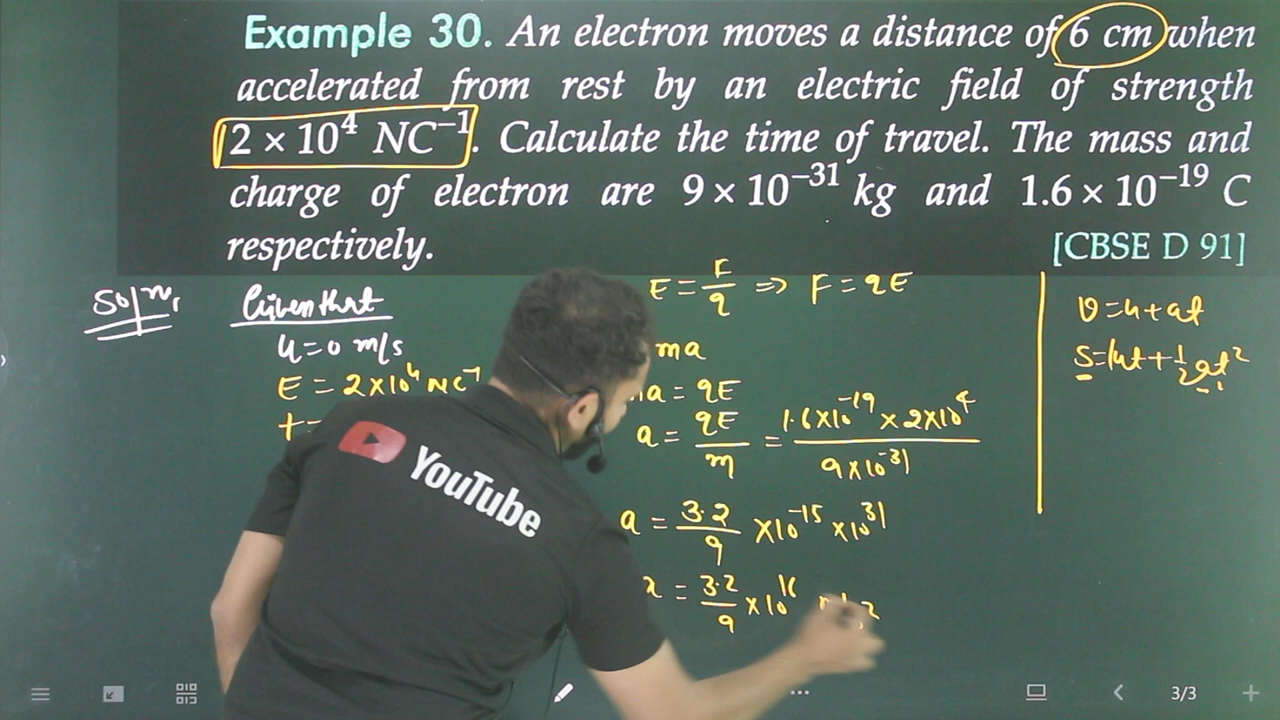 Example 30. An electron moves a distance of 6 cm when
accelerated from rest by an electric field of strength
2 × 10⁴ NC⁻¹. Calculate the time of travel. The mass and
charge of electron are 9 × 10⁻³¹ kg and 1.6 × 10⁻¹⁹ C
respectively. [CBSE D 91]
Soln, Given that
u = 0 m/s
E = 2×10⁴ NC⁻¹
t =
E = F/q ⇒ F = qE
ma
ma = qE
a = qE/m = 1.6×10⁻¹⁹ × 2×10⁴ / 9×10⁻³¹
a = 3.2/9 ×10⁻¹⁵ ×10³¹
= 3.2/9 ×10¹⁶
v = u + at
S = ut + 1/2 at²
YouTube
3/3